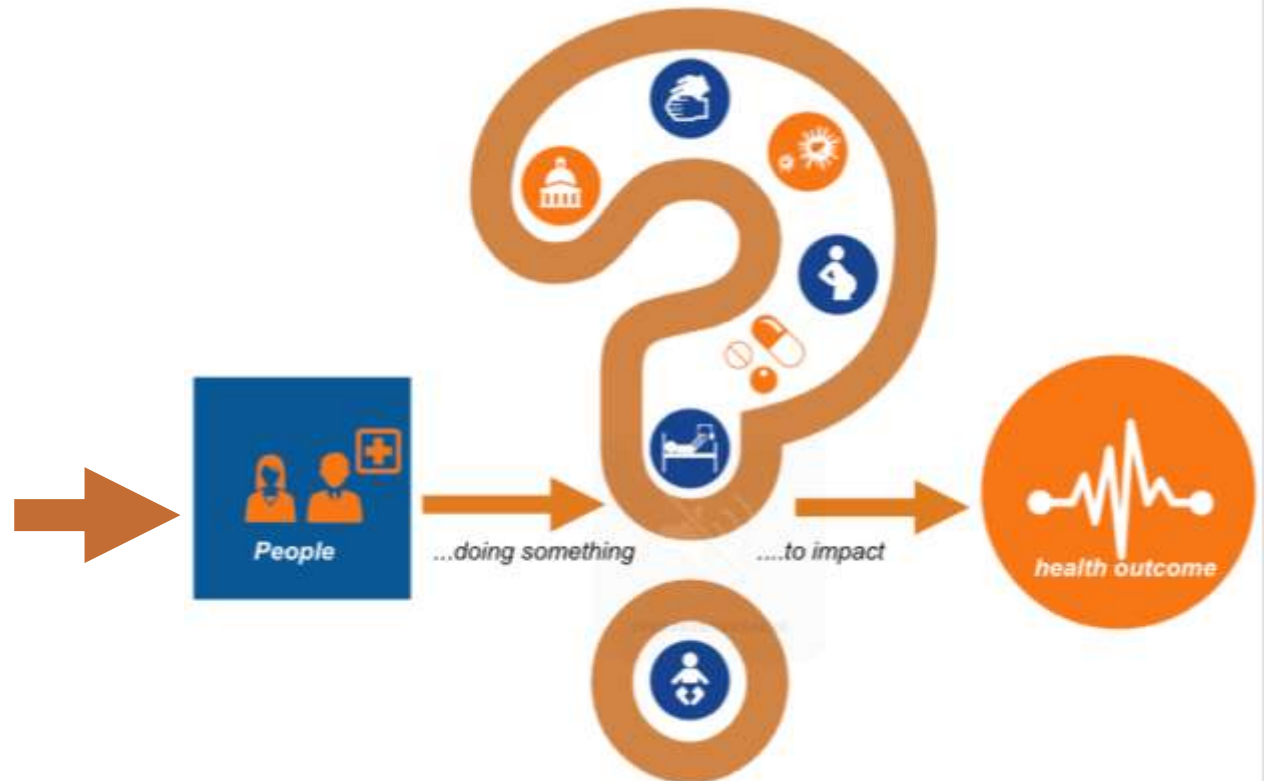 People
...doing something
....to impact
health outcome